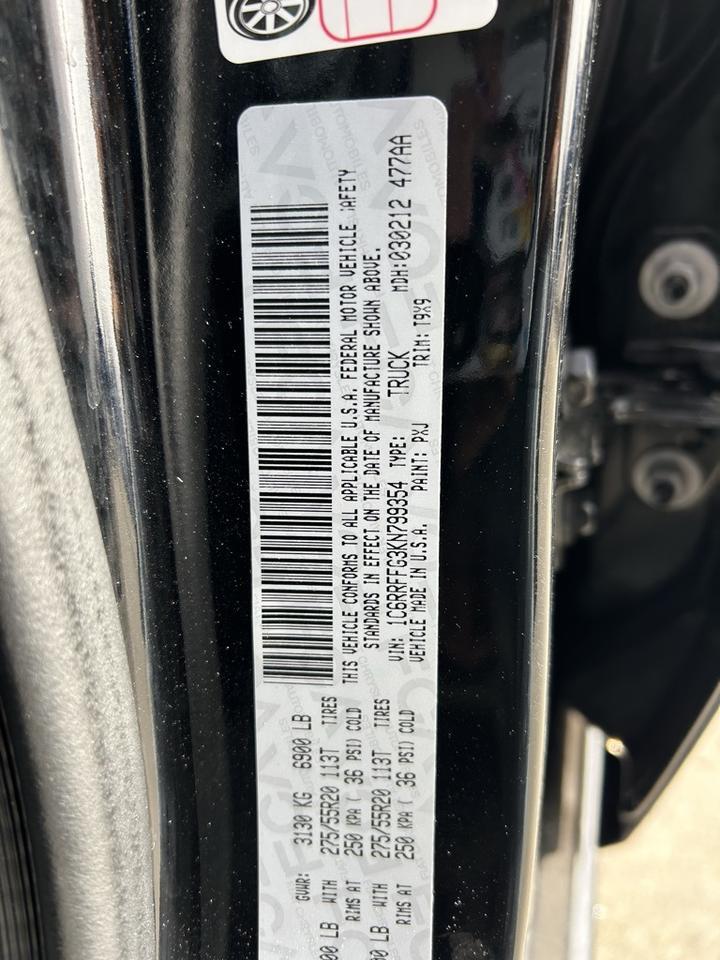 GVWR: 3130 KG 6900 LB
00 LB WITH 275/55R20 113T TIRES
RIMS AT 250 KPA ( 36 PSI) COLD
00 LB WITH 275/55R20 113T TIRES
RIMS AT 250 KPA ( 36 PSI) COLD
THIS VEHICLE CONFORMS TO ALL APPLICABLE U.S.A. FEDERAL MOTOR VEHICLE SAFETY
STANDARDS IN EFFECT ON THE DATE OF MANUFACTURE SHOWN ABOVE.
VIN: 1C6RRFFG3KN799354 TYPE: TRUCK MDH:030212 477AA
VEHICLE MADE IN U.S.A. PAINT: PXJ TRIM: T9X9